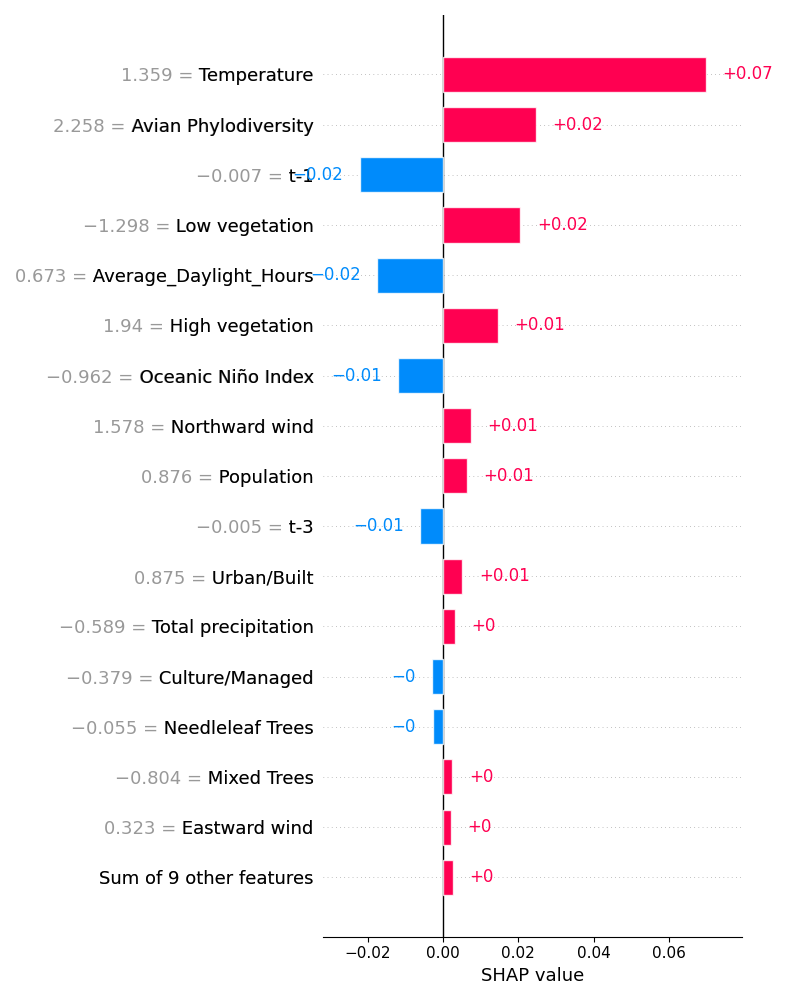 1.359 = Temperature +0.07
2.258 = Avian Phylodiversity +0.02
−0.007 = t-1 −0.02
−1.298 = Low vegetation +0.02
0.673 = Average_Daylight_Hours −0.02
1.94 = High vegetation +0.01
−0.962 = Oceanic Niño Index −0.01
1.578 = Northward wind +0.01
0.876 = Population +0.01
−0.005 = t-3 −0.01
0.875 = Urban/Built +0.01
−0.589 = Total precipitation +0
−0.379 = Culture/Managed −0
−0.055 = Needleleaf Trees −0
−0.804 = Mixed Trees +0
0.323 = Eastward wind +0
Sum of 9 other features +0
−0.02 0.00 0.02 0.04 0.06
SHAP value